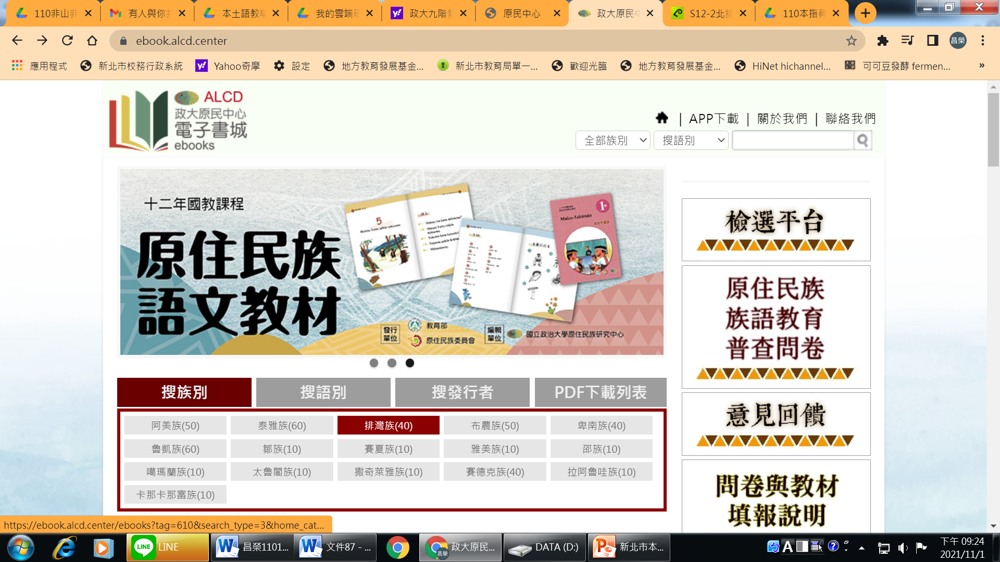 110非山非
有人與你共
本土語教學
我的雲端硬
政大九階教
原民中心
政大原民中
S12-2北排
110本指員
ebook.alcd.center
昌榮
應用程式
新北市校務行政系統
Yahoo奇摩
設定
地方教育發展基金...
新北市教育局單一...
歡迎光臨
地方教育發展基金...
HiNet hichannel...
可可豆發酵 fermen...
»
ALCD
政大原民中心
電子書城
ebooks
| APP下載 | 關於我們 | 聯絡我們
全部族別
搜語別
十二年國教課程
原住民族
語文教材
5
1
發行單位
教育部
原住民族委員會
編輯單位
國立政治大學原住民族研究中心
檢選平台
原住民族
族語教育
普查問卷
意見回饋
問卷與教材
填報說明
搜族別
搜語別
搜發行者
PDF下載列表
阿美族(50)
泰雅族(60)
排灣族(40)
布農族(50)
卑南族(40)
魯凱族(60)
鄒族(10)
賽夏族(10)
雅美族(10)
邵族(10)
噶瑪蘭族(10)
太魯閣族(10)
撒奇萊雅族(10)
賽德克族(40)
拉阿魯哇族(10)
卡那卡那富族(10)
https://ebook.alcd.center/ebooks?tag=610&search_type=3&home_cat...
LINE
昌榮1101...
文件87 - ...
政大原民...
DATA (D:)
新北市本...
下午 09:24
2021/11/1